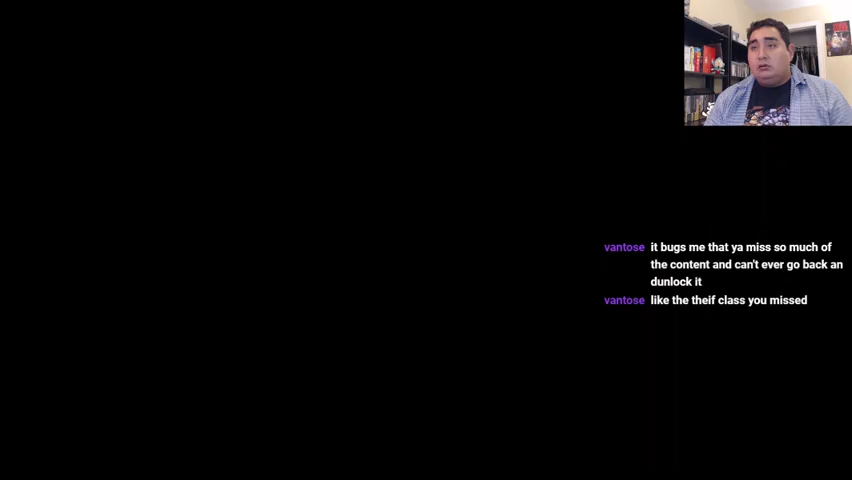 vantose it bugs me that ya miss so much of
the content and can't ever go back an
dunlock it
vantose like the theif class you missed